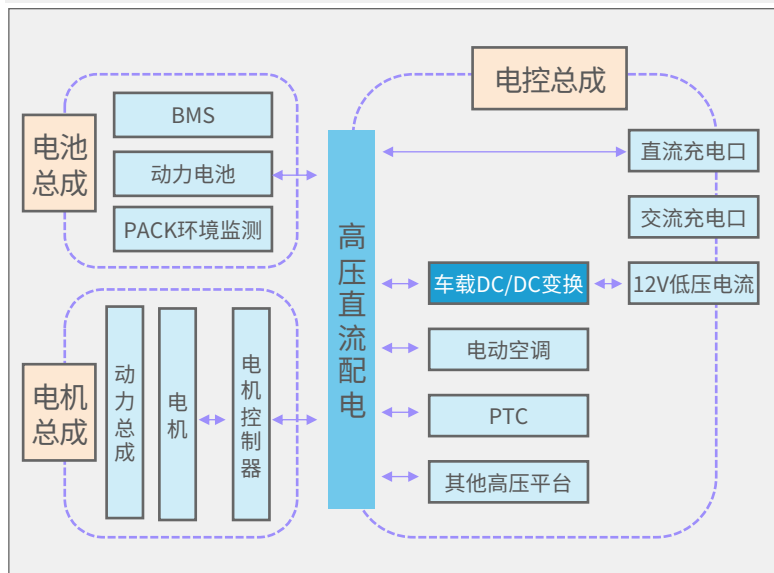 电控总成
电池
总成
BMS
动力电池
PACK环境监测
电机
总成
动力总成
电机
电机控制器
高压直流配电
直流充电口
交流充电口
车载DC/DC变换
12V低压电流
电动空调
PTC
其他高压平台